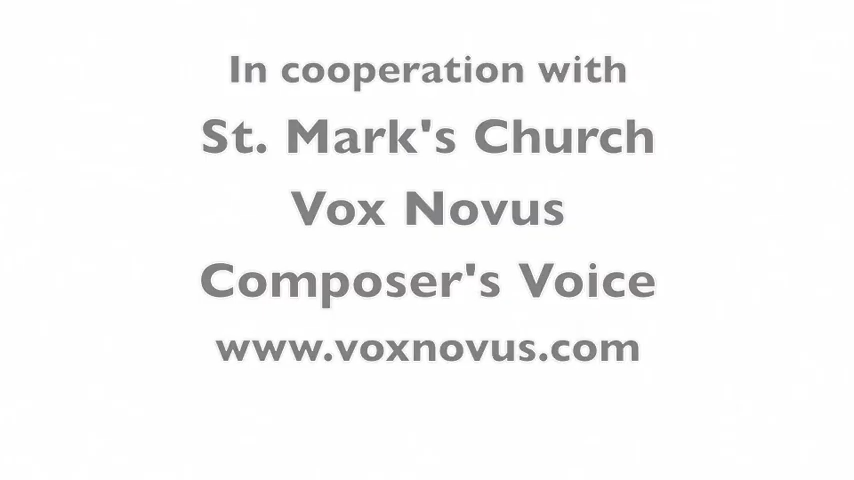 In cooperation with
St. Mark's Church
Vox Novus
Composer's Voice
www.voxnovus.com